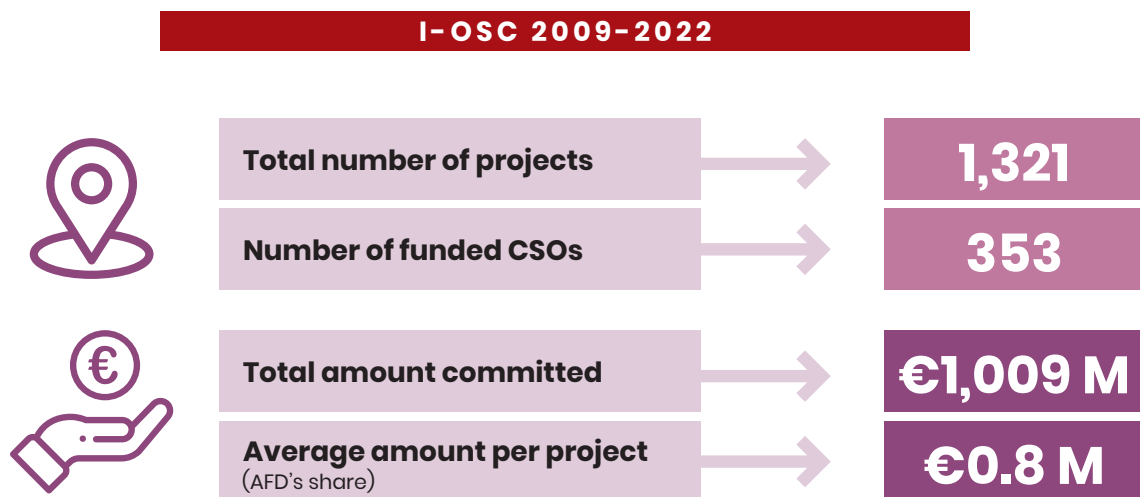 I-OSC 2009-2022
Total number of projects
1,321
Number of funded CSOs
353
€
Total amount committed
€1,009 M
Average amount per project
(AFD's share)
€0.8 M